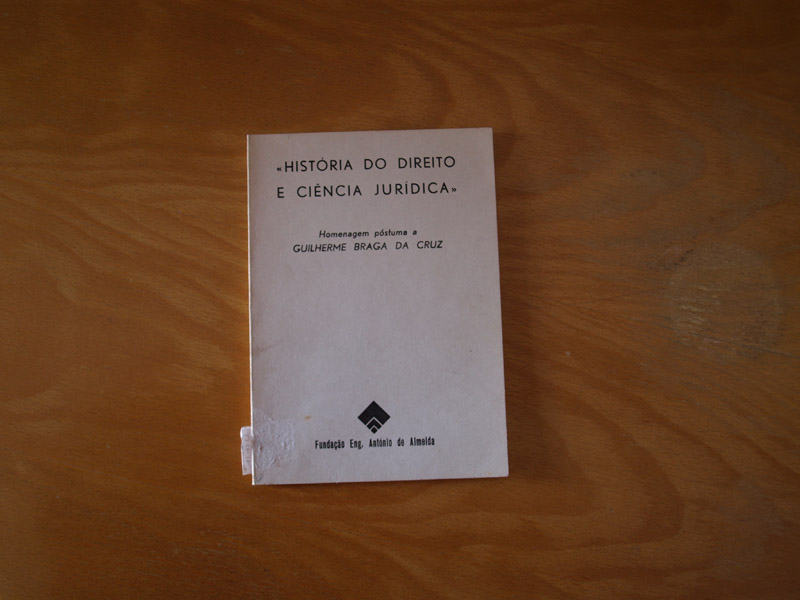 «HISTÓRIA DO DIREITO
E CIÊNCIA JURÍDICA»
Homenagem póstuma a
GUILHERME BRAGA DA CRUZ
Fundação Eng. António de Almeida